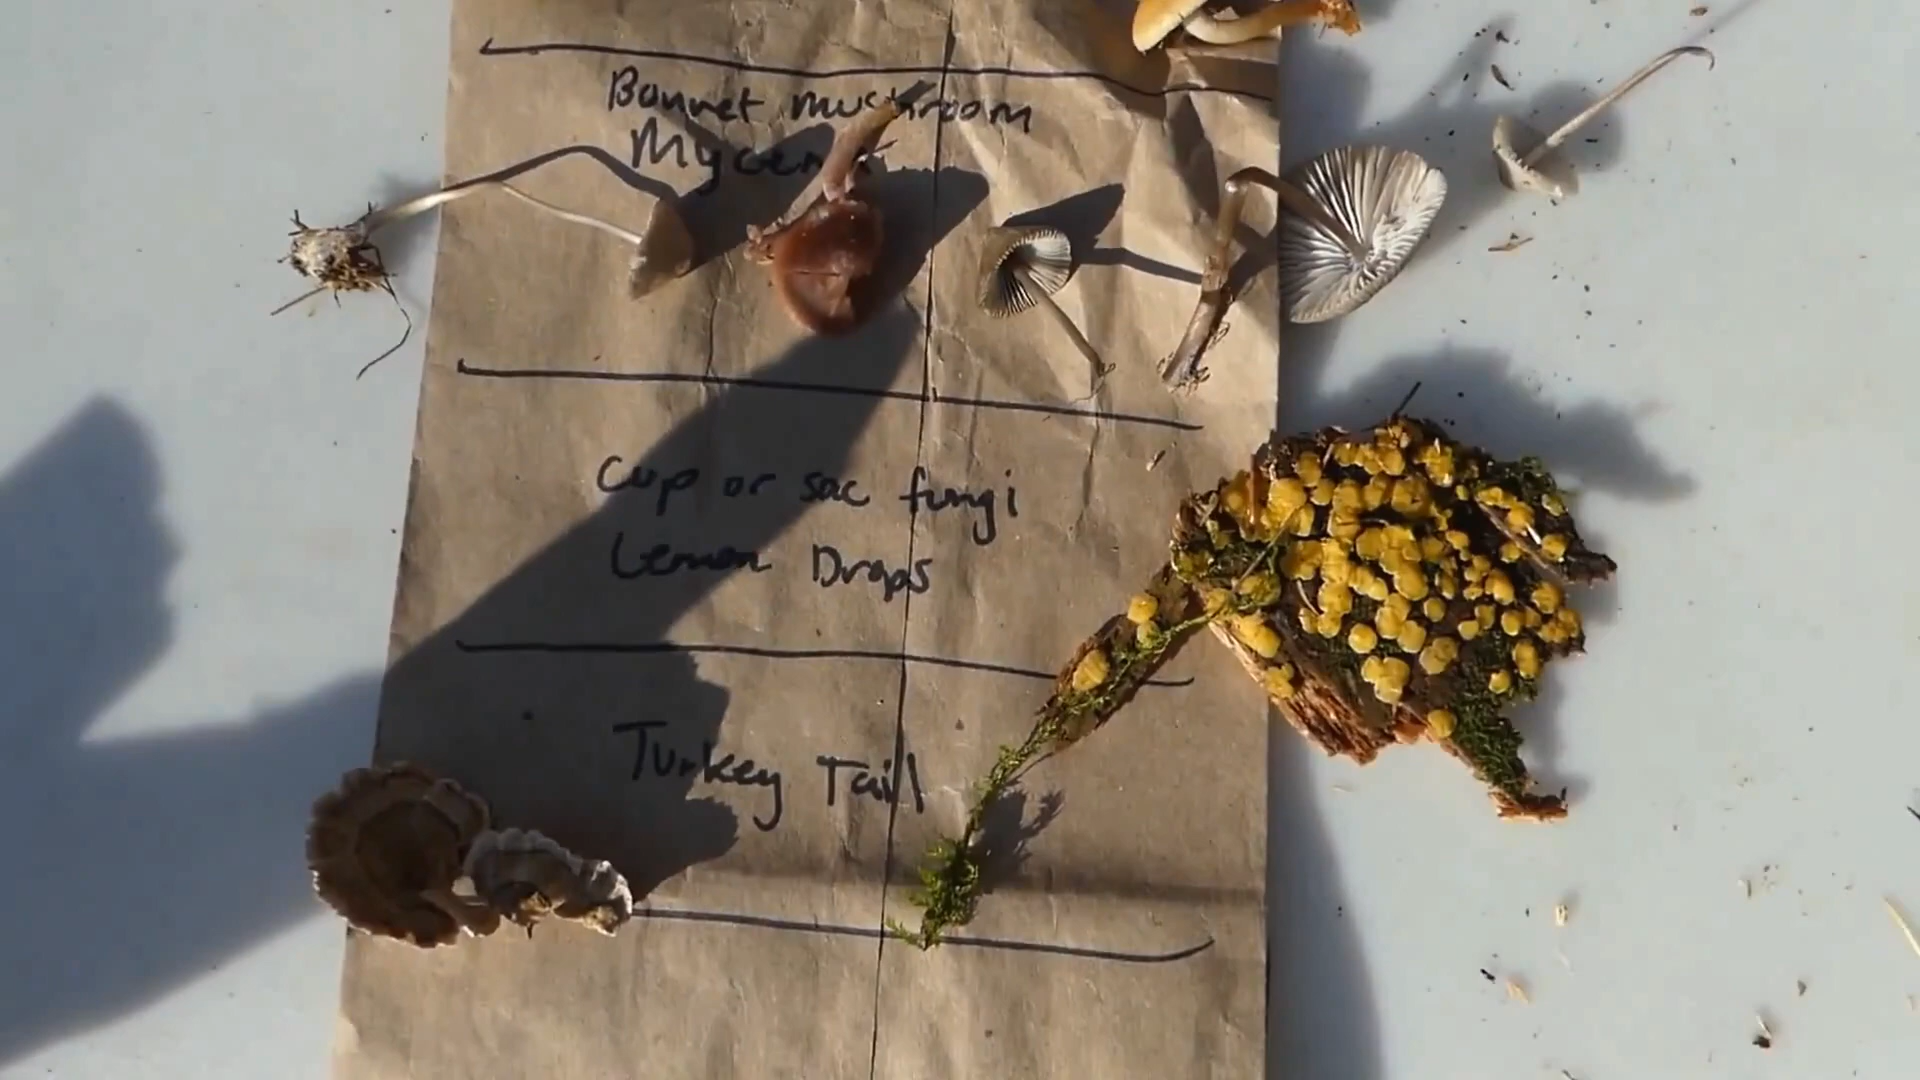 Bonnet mushroom
Mycena
Cup or sac fungi
Lemon Drops
Turkey Tail